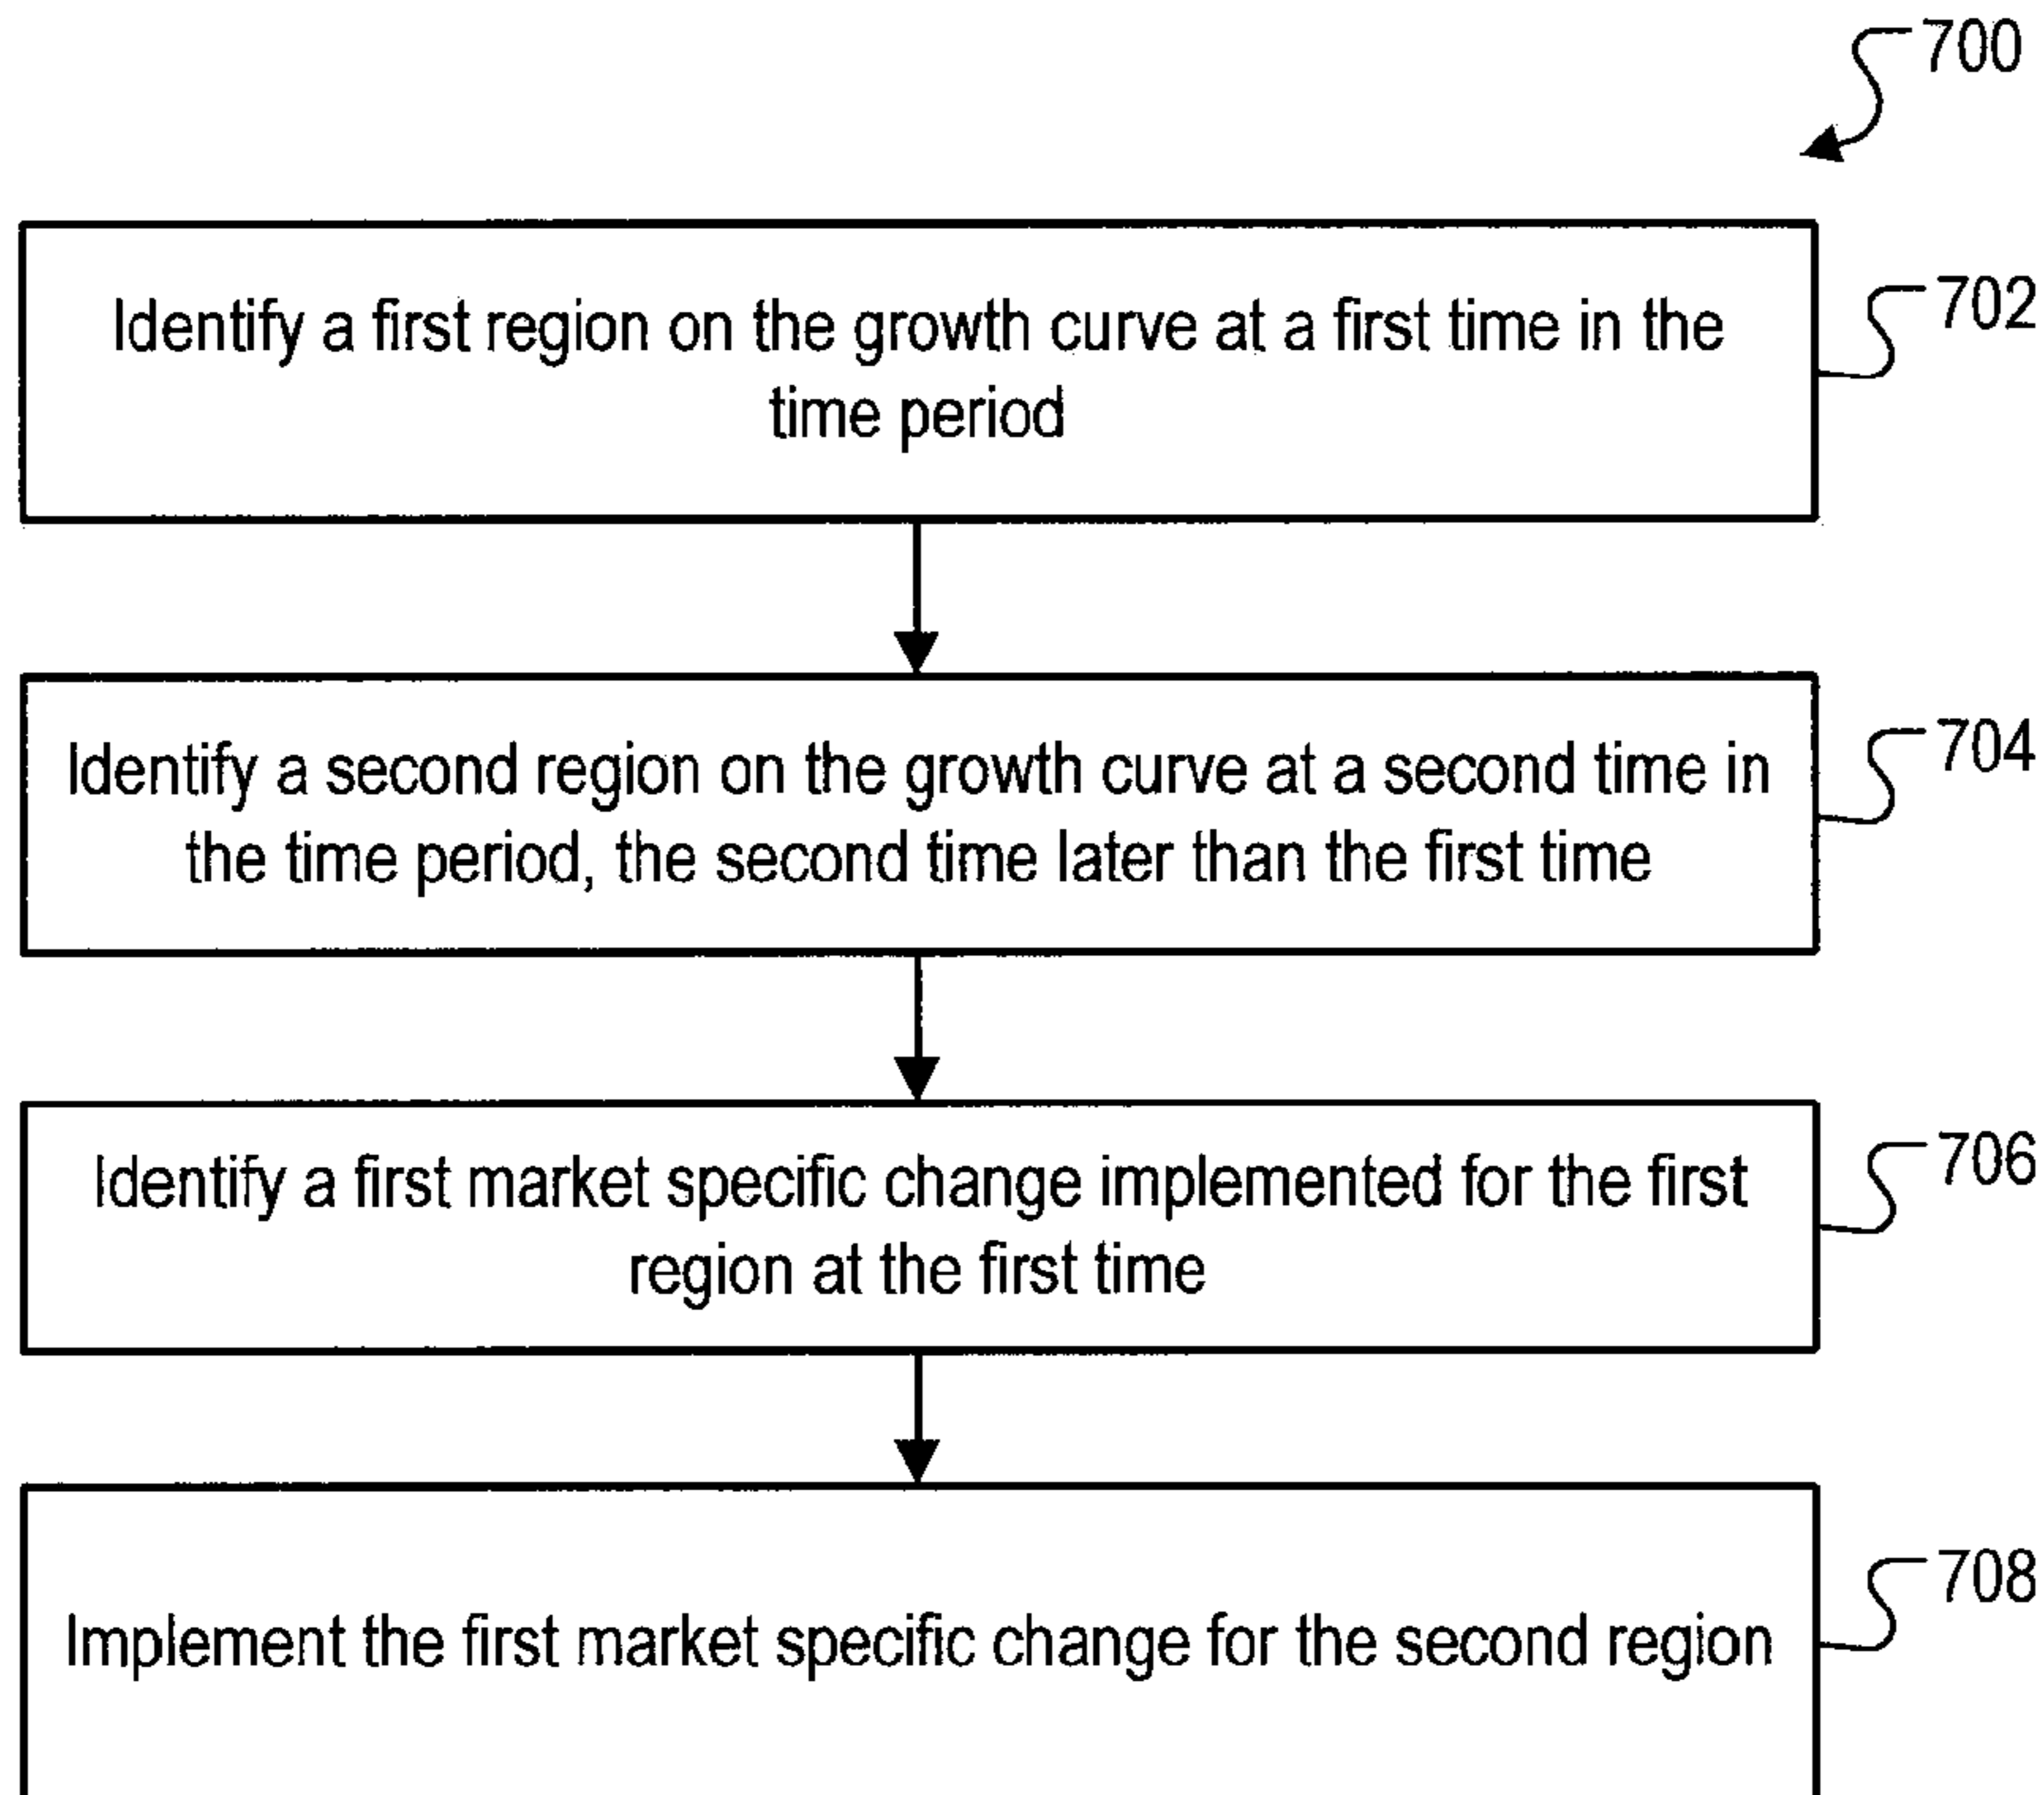 700
Identify a first region on the growth curve at a first time in the
time period
702
Identify a second region on the growth curve at a second time in
the time period, the second time later than the first time
704
Identify a first market specific change implemented for the first
region at the first time
706
Implement the first market specific change for the second region
708